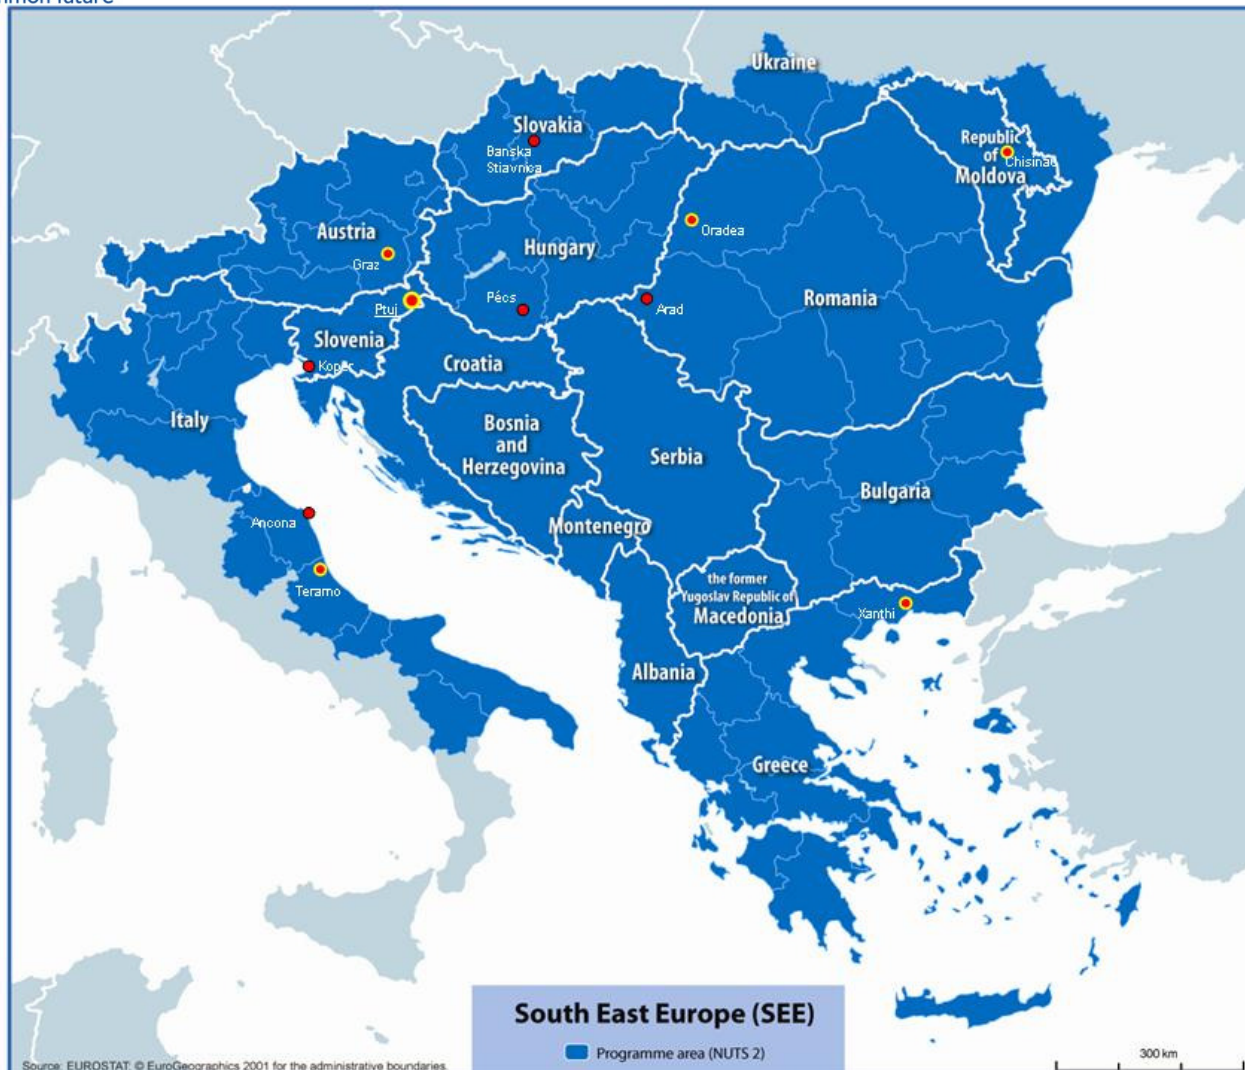 mmon future
Ukraine
Slovakia
Banska
Stiavnica
Republic
of
Moldova
Chisinau
Austria
Graz
Hungary
Oradea
Ptuj
Pécs
Arad
Romania
Slovenia
Koper
Croatia
Italy
Bosnia
and
Herzegovina
Serbia
Bulgaria
Ancona
Montenegro
Teramo
the former
Yugoslav Republic of
Macedonia
Xanthi
Albania
Greece
South East Europe (SEE)
Programme area (NUTS 2)
300 km
Source: EUROSTAT: © EuroGeographics 2001 for the administrative boundaries.